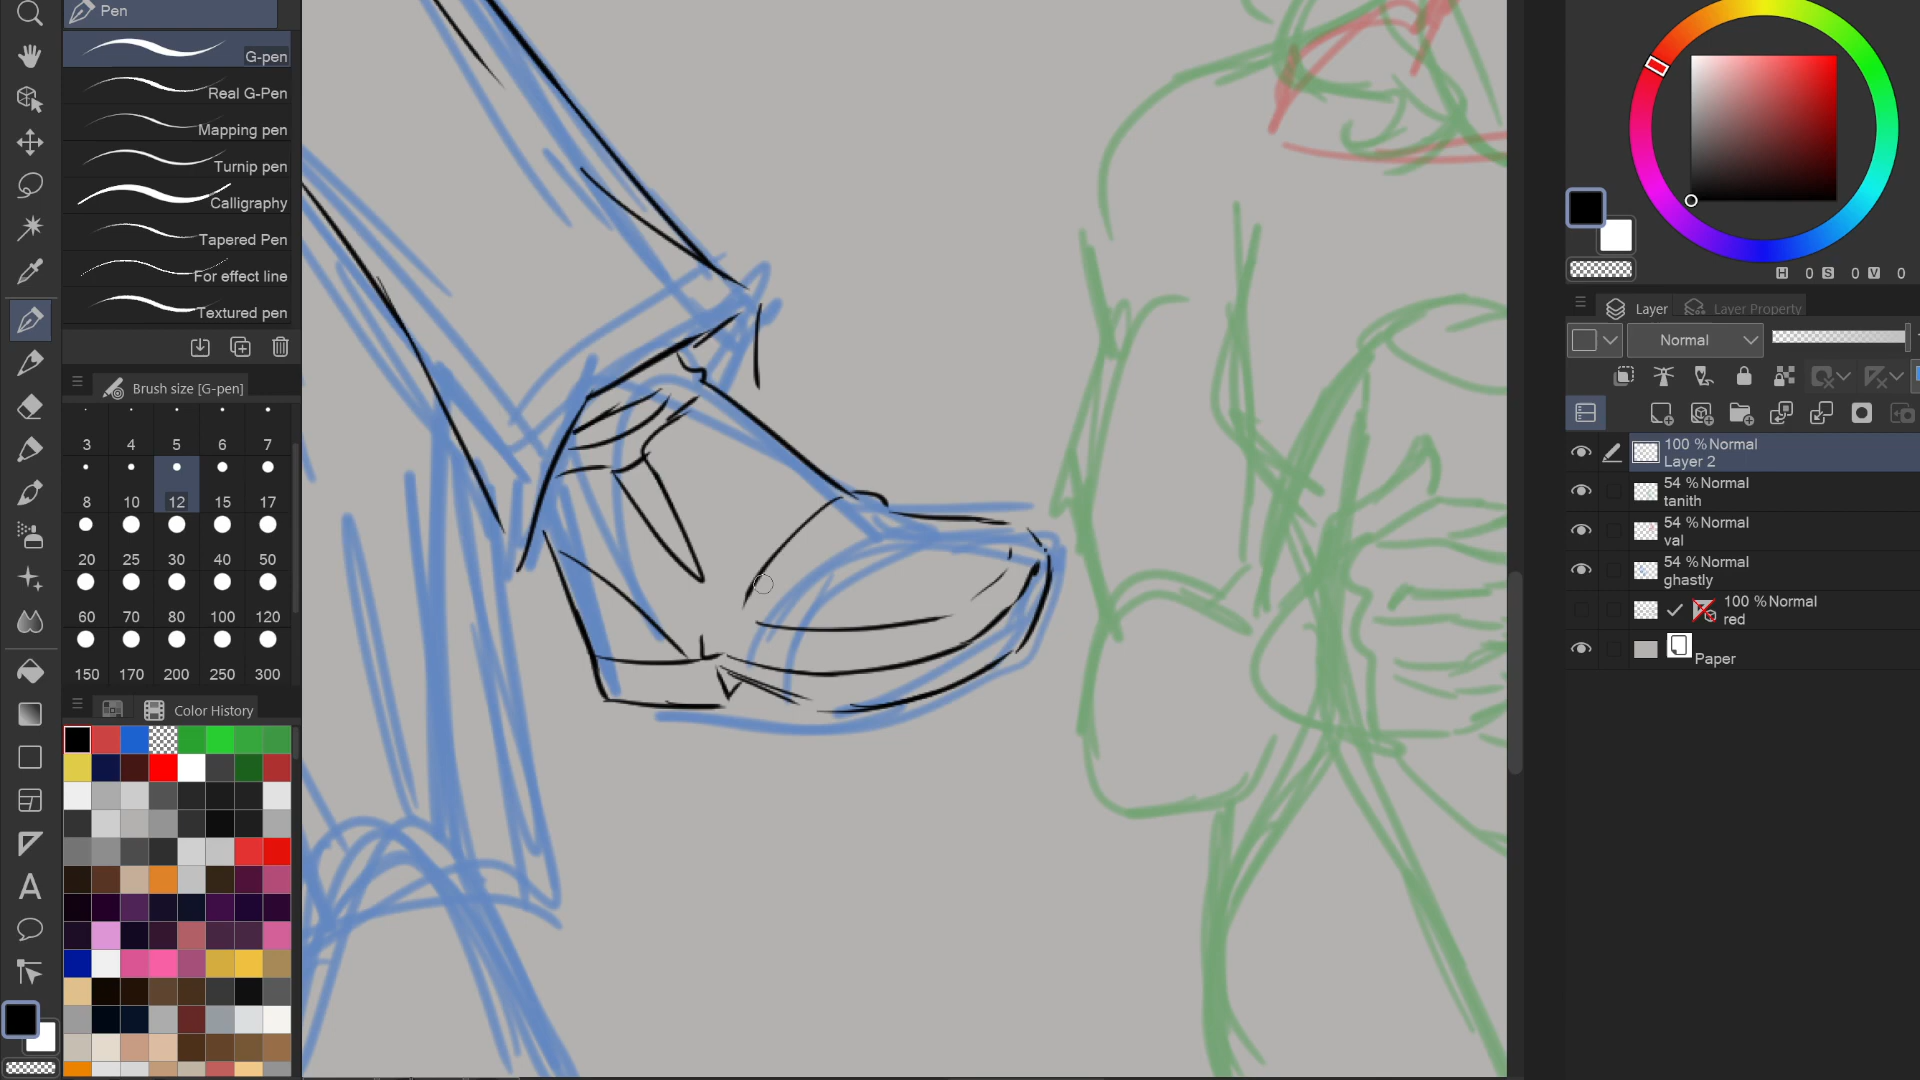 Pen
G-pen
Real G-Pen
Mapping pen
Turnip pen
Calligraphy
Tapered Pen
For effect line
Textured pen
Brush size [G-pen]
3 4 5 6 7
8 10 12 15 17
20 25 30 40 50
60 70 80 100 120
150 170 200 250 300
Color History
H 0 S 0 V 0
Layer Layer Property
Normal
100 % Normal
Layer 2
54 % Normal
tanith
54 % Normal
val
54 % Normal
ghastly
100 % Normal
red
Paper